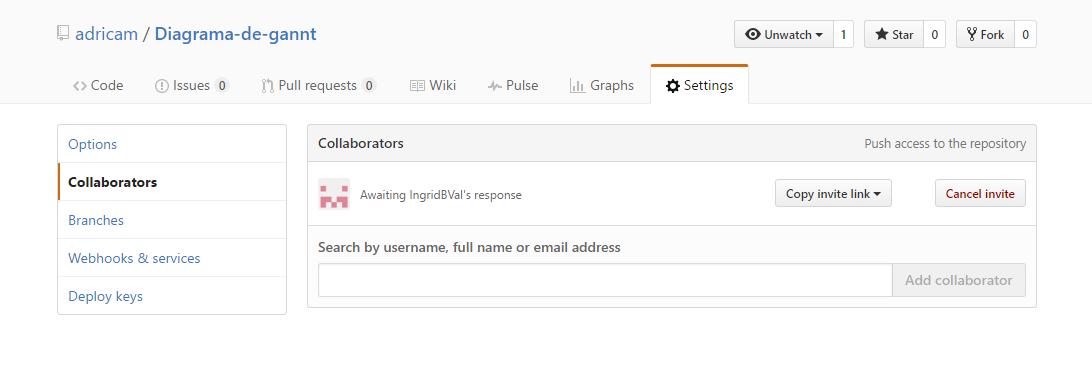 adricam / Diagrama-de-gannt
Unwatch 1 Star 0 Fork 0
Code Issues 0 Pull requests 0 Wiki Pulse Graphs Settings
Options
Collaborators
Branches
Webhooks & services
Deploy keys
Collaborators Push access to the repository
Awaiting IngridBVal's response Copy invite link Cancel invite
Search by username, full name or email address
Add collaborator